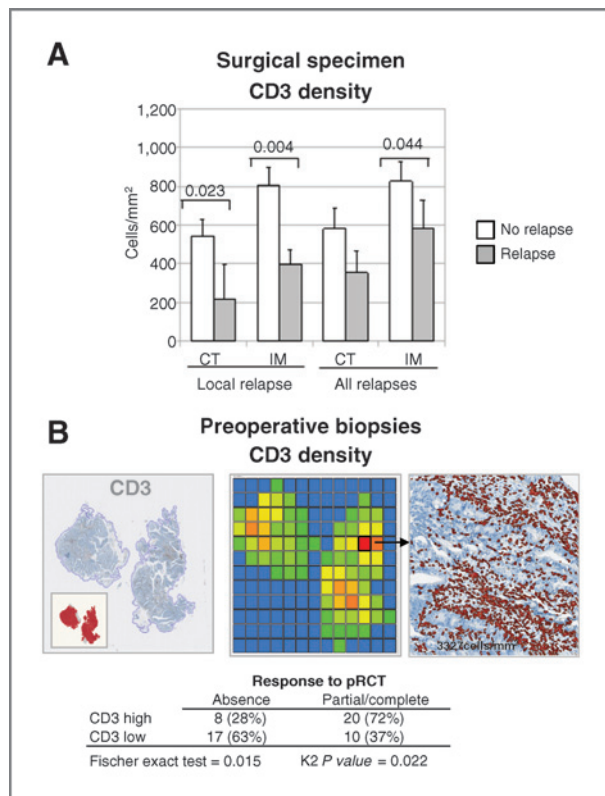 A
Surgical specimen
CD3 density
1,200
1,000
800
600
400
200
0
Cells/mm²
0.023
0.004
0.044
CT
IM
CT
IM
Local relapse
All relapses
No relapse
Relapse
B
Preoperative biopsies
CD3 density
CD3
3327cells/mm
Response to pRCT
Absence Partial/complete
CD3 high 8 (28%) 20 (72%)
CD3 low 17 (63%) 10 (37%)
Fischer exact test = 0.015 K2 P value = 0.022